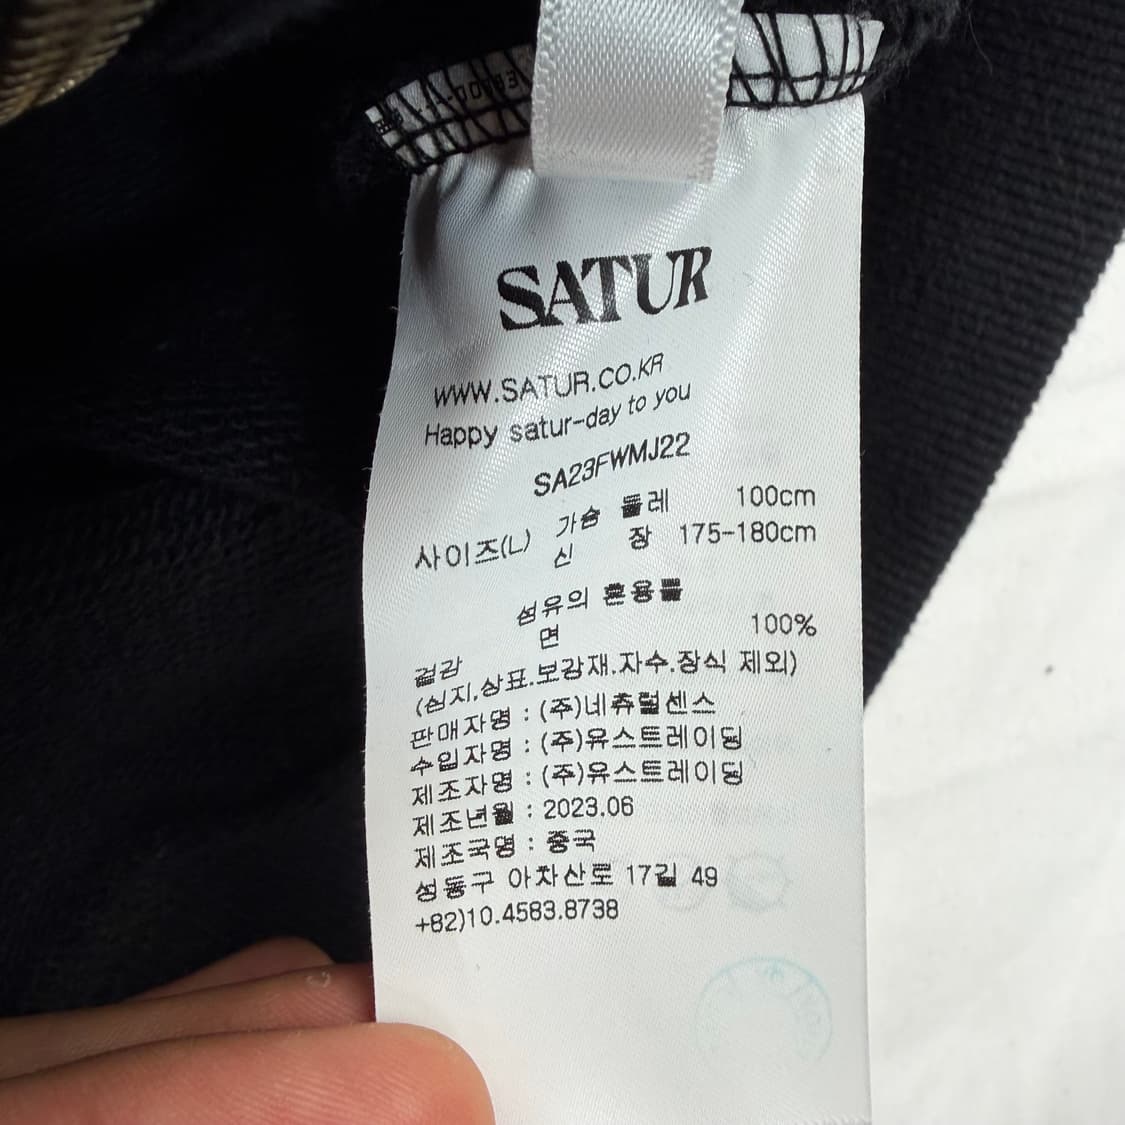 SATUR
WWW.SATUR.CO.KR
Happy satur-day to you
SA23FWMJ22
사이즈(L) 가슴 둘레 100cm
신 장 175-180cm
섬유의 혼용률
겉감 면 100%
(심지.상표.보강재.자수.장식 제외)
판매자명 : (주)네츄럴센스
수입자명 : (주)유스트레이딩
제조자명 : (주)유스트레이딩
제조년월 : 2023.06
제조국명 : 중국
성동구 아차산로 17길 49
+82)10.4583.8738